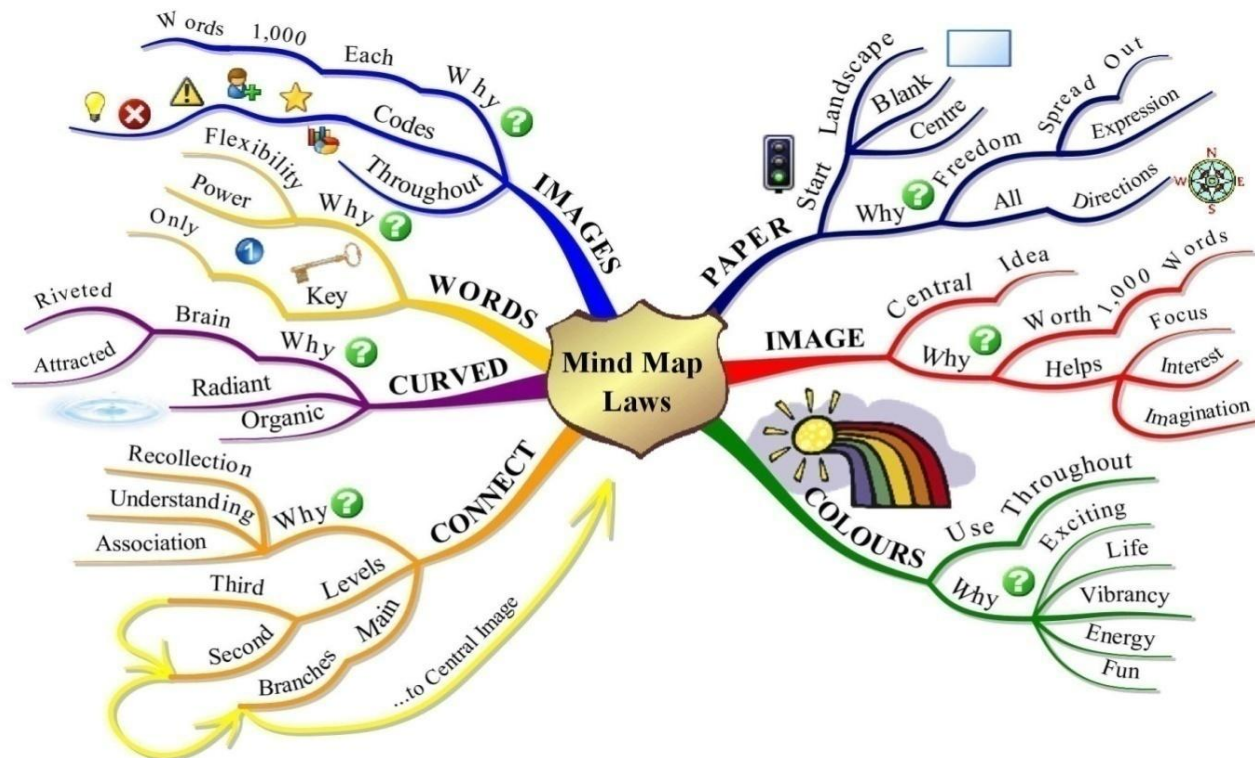 Mind Map
Laws
PAPER
Start
Landscape
Blank
Centre
Why
?
Freedom
Spread Out
Expression
All
Directions
N
W
E
S
IMAGE
Central Idea
Why
?
Worth 1,000 Words
Helps
Focus
Interest
Imagination
COLOURS
Use Throughout
Why
?
Exciting
Life
Vibrancy
Energy
Fun
CONNECT
Why
?
Recollection
Understanding
Association
Levels
Third
Second
Main
Branches
...to Central Image
CURVED
Why
?
Brain
Riveted
Attracted
Radiant
Organic
WORDS
Why
?
Flexibility
Power
Key
1
Only
IMAGES
Why
?
Each
1,000
Words
Codes
Throughout